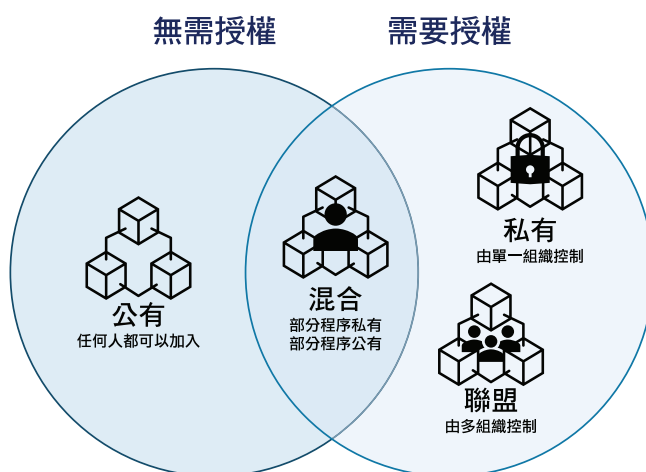 無需授權
需要授權
公有
任何人都可以加入
混合
部分程序私有
部分程序公有
私有
由單一組織控制
聯盟
由多組織控制